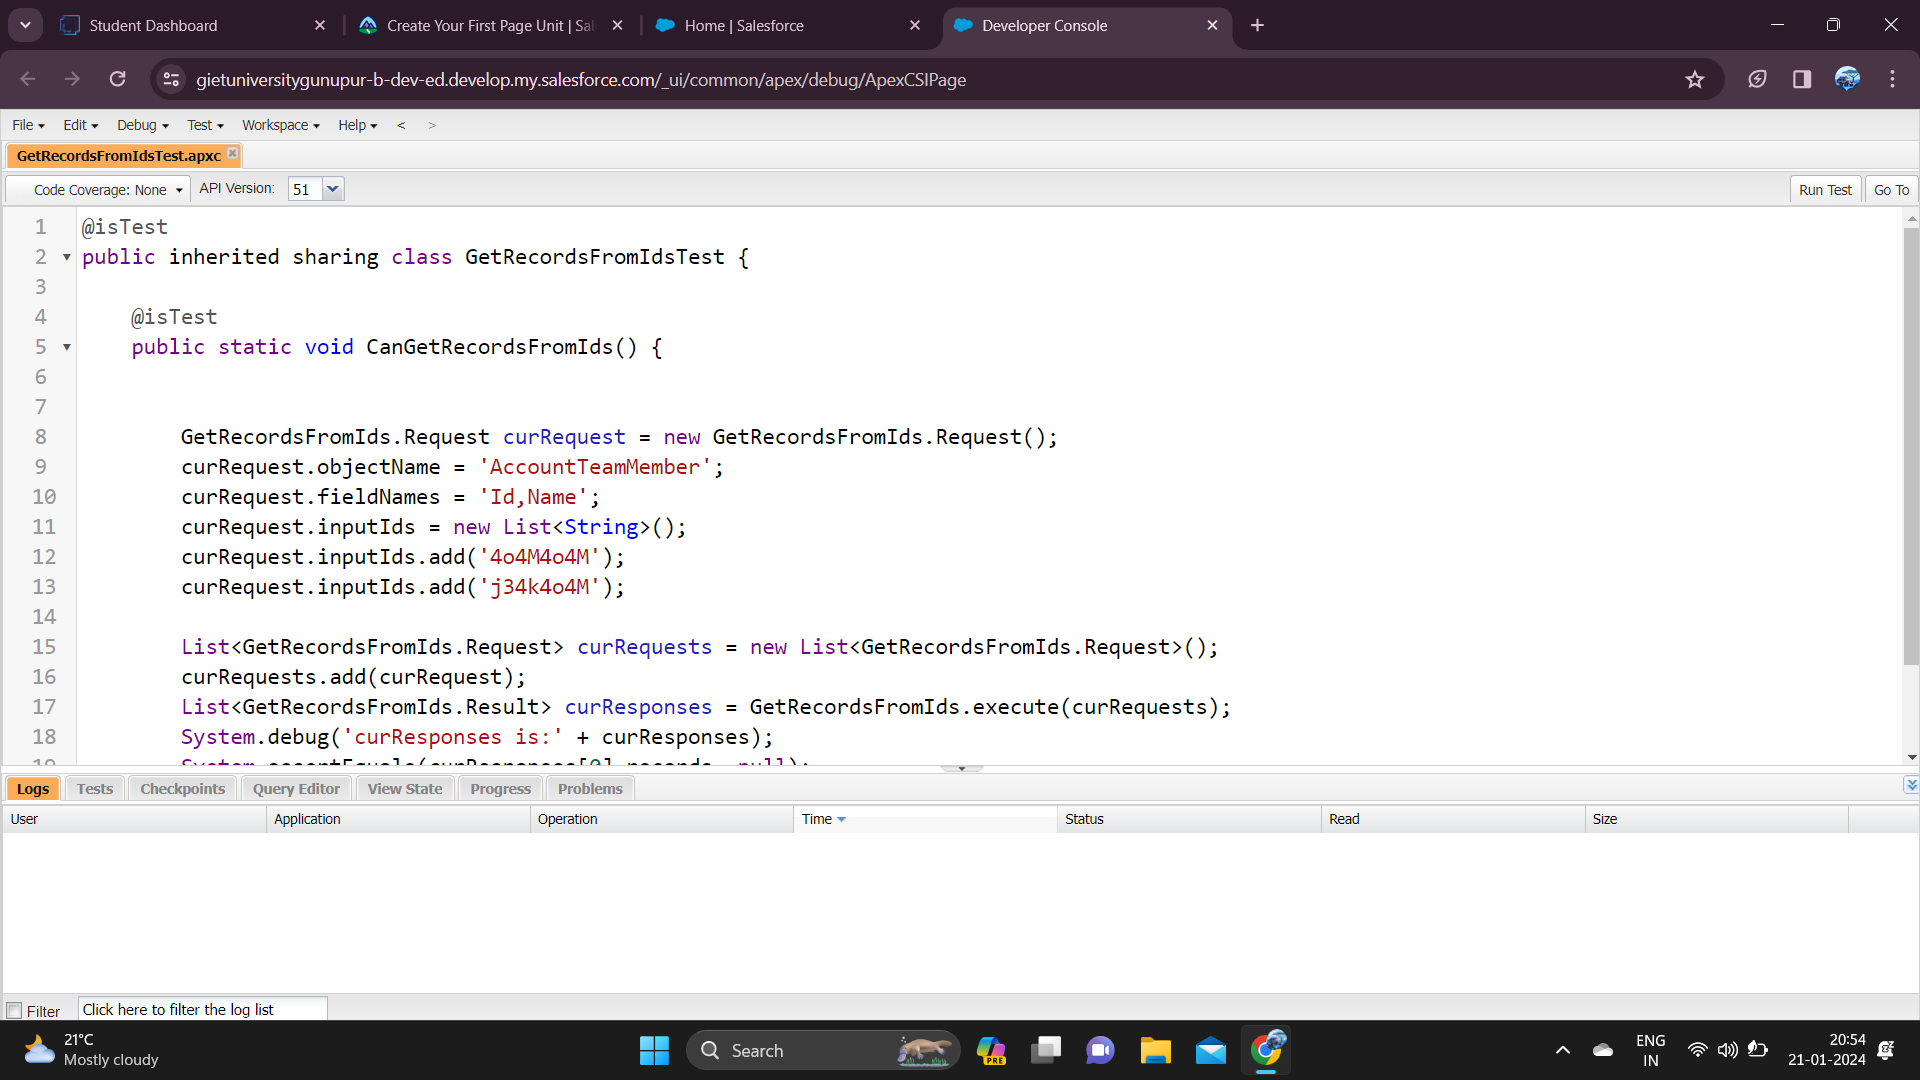 Student Dashboard
Create Your First Page Unit | Sal
Home | Salesforce
Developer Console
gietuniversitygunupur-b-dev-ed.develop.my.salesforce.com/_ui/common/apex/debug/ApexCSIPage
File Edit Debug Test Workspace Help < >
GetRecordsFromIdsTest.apxc
Code Coverage: None API Version: 51 Run Test Go To
1 @isTest
2 public inherited sharing class GetRecordsFromIdsTest {
3
4 @isTest
5 public static void CanGetRecordsFromIds() {
6
7
8 GetRecordsFromIds.Request curRequest = new GetRecordsFromIds.Request();
9 curRequest.objectName = 'AccountTeamMember';
10 curRequest.fieldNames = 'Id,Name';
11 curRequest.inputIds = new List<String>();
12 curRequest.inputIds.add('4o4M4o4M');
13 curRequest.inputIds.add('j34k4o4M');
14
15 List<GetRecordsFromIds.Request> curRequests = new List<GetRecordsFromIds.Request>();
16 curRequests.add(curRequest);
17 List<GetRecordsFromIds.Result> curResponses = GetRecordsFromIds.execute(curRequests);
18 System.debug('curResponses is:' + curResponses);
19 System.assertEquals(curResponses[0].records, null);
Logs Tests Checkpoints Query Editor View State Progress Problems
User Application Operation Time Status Read Size
Filter Click here to filter the log list
21°C
Mostly cloudy
Search
PRE
ENG
IN
20:54
21-01-2024